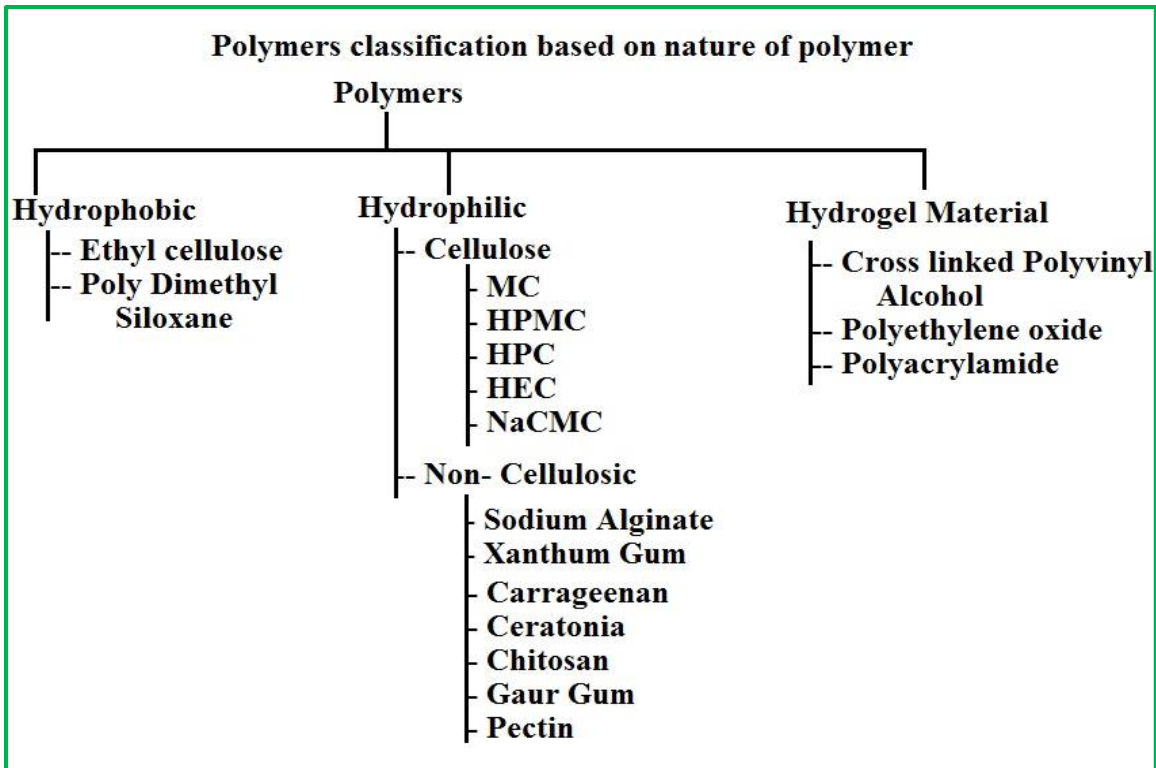 Polymers classification based on nature of polymer
Polymers
Hydrophobic
-- Ethyl cellulose
-- Poly Dimethyl
Siloxane
Hydrophilic
-- Cellulose
- MC
- HPMC
- HPC
- HEC
- NaCMC
-- Non- Cellulosic
- Sodium Alginate
- Xanthum Gum
- Carrageenan
- Ceratonia
- Chitosan
- Gaur Gum
- Pectin
Hydrogel Material
-- Cross linked Polyvinyl
Alcohol
-- Polyethylene oxide
-- Polyacrylamide